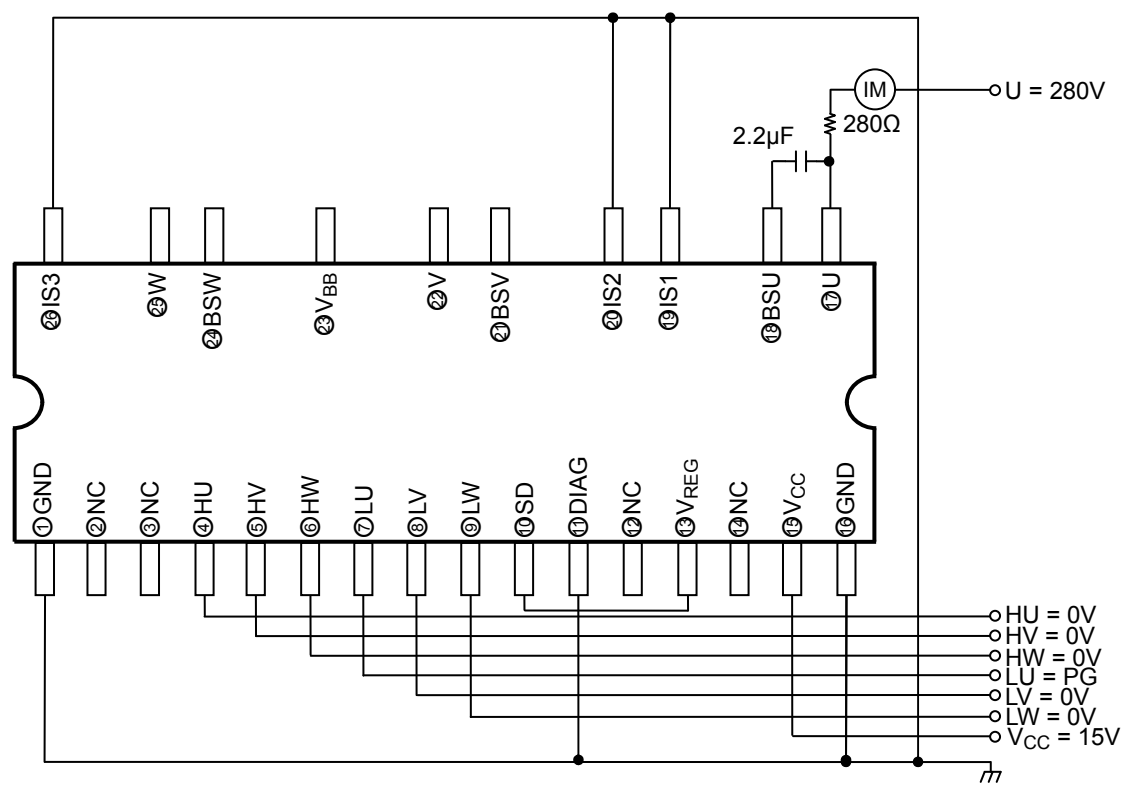 IM
U = 280V
280Ω
2.2μF
㉖IS3
㉕W
㉔BSW
㉓VBB
㉒V
㉑BSV
⑳IS2
⑲IS1
⑱BSU
⑰U
①GND
②NC
③NC
④HU
⑤HV
⑥HW
⑦LU
⑧LV
⑨LW
⑩SD
⑪DIAG
⑫NC
⑬VREG
⑭NC
⑮VCC
⑯GND
HU = 0V
HV = 0V
HW = 0V
LU = PG
LV = 0V
LW = 0V
VCC = 15V